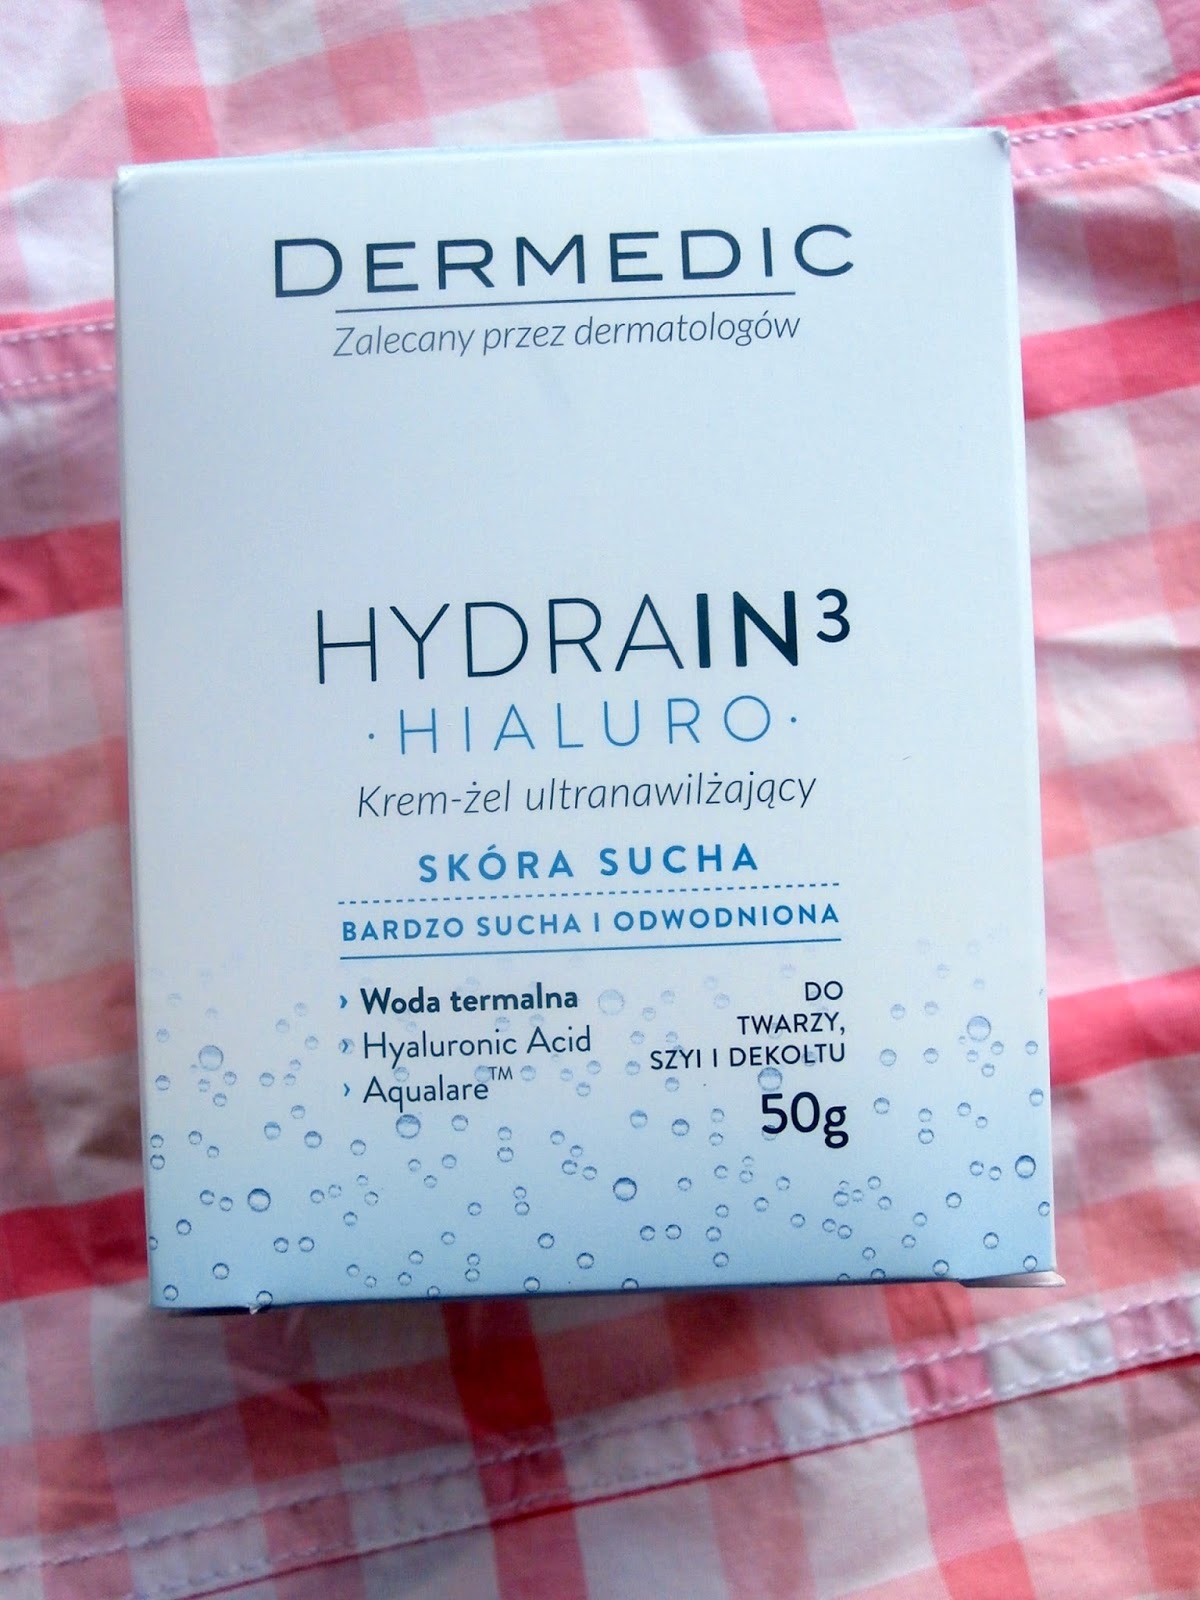 DERMEDIC
Zalecany przez dermatologów
HYDRAIN³
·HIALURO·
Krem-żel ultranawilżający
SKÓRA SUCHA
BARDZO SUCHA I ODWODNIONA
› Woda termalna
› Hyaluronic Acid
› Aqualare™
DO
TWARZY,
SZYI I DEKOLTU
50g